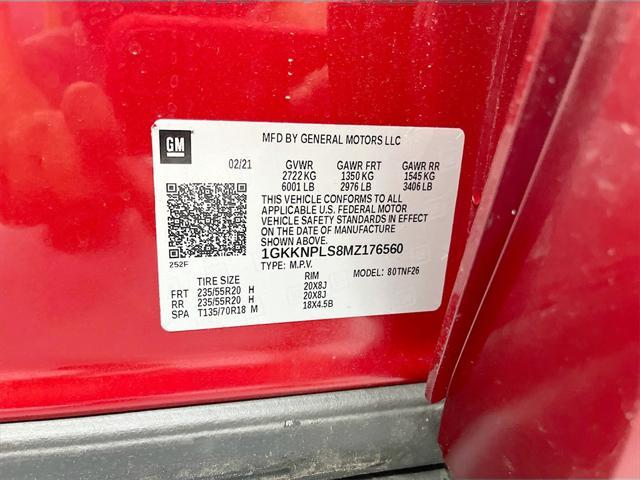 GM
MFD BY GENERAL MOTORS LLC
02/21 GVWR GAWR FRT GAWR RR
2722 KG 1350 KG 1545 KG
6001 LB 2976 LB 3406 LB
THIS VEHICLE CONFORMS TO ALL
APPLICABLE U.S. FEDERAL MOTOR
VEHICLE SAFETY STANDARDS IN EFFECT
ON THE DATE OF MANUFACTURE
SHOWN ABOVE.
1GKKNPLS8MZ176560
252F TYPE: M.P.V. MODEL: 80TNF26
TIRE SIZE RIM
FRT 235/55R20 H 20X8J
RR 235/55R20 H 20X8J
SPA T135/70R18 M 18X4.5B